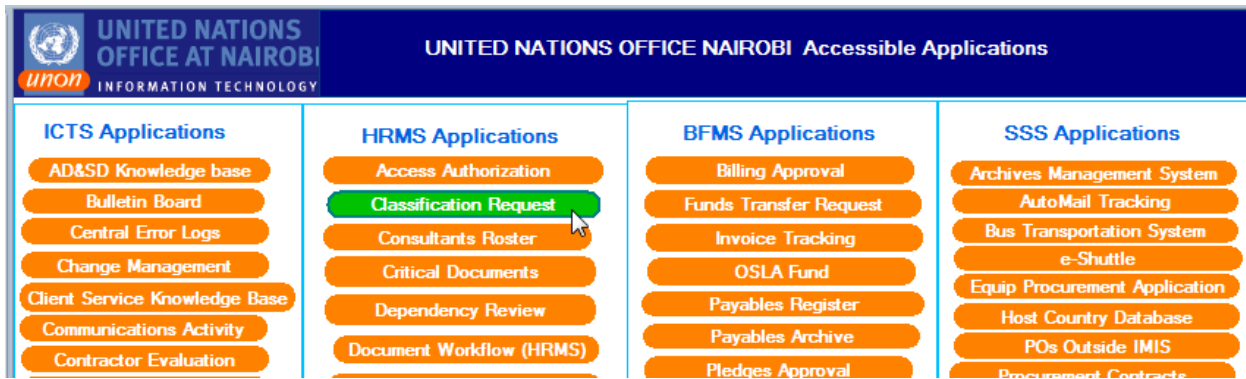 UNITED NATIONS
OFFICE AT NAIROBI
unon
INFORMATION TECHNOLOGY
UNITED NATIONS OFFICE NAIROBI Accessible Applications
ICTS Applications
AD&SD Knowledge base
Bulletin Board
Central Error Logs
Change Management
Client Service Knowledge Base
Communications Activity
Contractor Evaluation
HRMS Applications
Access Authorization
Classification Request
Consultants Roster
Critical Documents
Dependency Review
Document Workflow (HRMS)
BFMS Applications
Billing Approval
Funds Transfer Request
Invoice Tracking
OSLA Fund
Payables Register
Payables Archive
Pledges Approval
SSS Applications
Archives Management System
AutoMail Tracking
Bus Transportation System
e-Shuttle
Equip Procurement Application
Host Country Database
POs Outside IMIS
Procurement Contracts